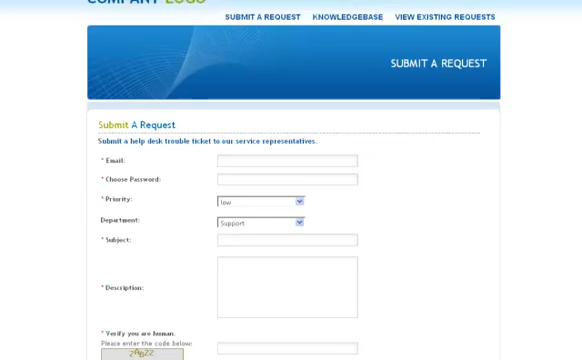 COMPANY LOGO
SUBMIT A REQUEST KNOWLEDGEBASE VIEW EXISTING REQUESTS
SUBMIT A REQUEST
Submit A Request
Submit a help desk trouble ticket to our service representatives.
* Email:
* Choose Password:
* Priority: low
Department: Support
* Subject:
* Description:
* Verify you are human.
Please enter the code below: